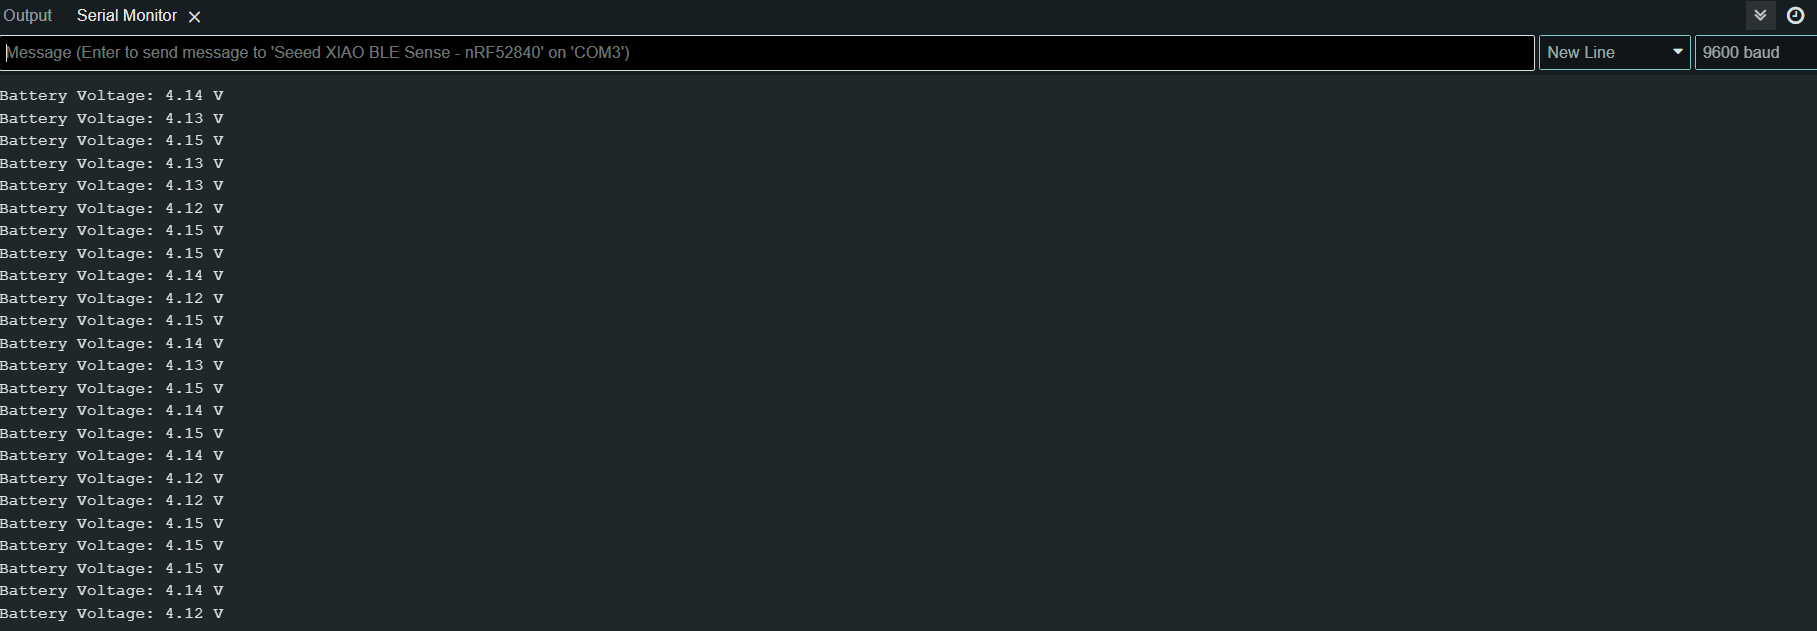 Output Serial Monitor
Message (Enter to send message to 'Seeed XIAO BLE Sense - nRF52840' on 'COM3') New Line 9600 baud
Battery Voltage: 4.14 V
Battery Voltage: 4.13 V
Battery Voltage: 4.15 V
Battery Voltage: 4.13 V
Battery Voltage: 4.13 V
Battery Voltage: 4.12 V
Battery Voltage: 4.15 V
Battery Voltage: 4.15 V
Battery Voltage: 4.14 V
Battery Voltage: 4.12 V
Battery Voltage: 4.15 V
Battery Voltage: 4.14 V
Battery Voltage: 4.13 V
Battery Voltage: 4.15 V
Battery Voltage: 4.14 V
Battery Voltage: 4.15 V
Battery Voltage: 4.14 V
Battery Voltage: 4.12 V
Battery Voltage: 4.12 V
Battery Voltage: 4.15 V
Battery Voltage: 4.15 V
Battery Voltage: 4.15 V
Battery Voltage: 4.14 V
Battery Voltage: 4.12 V